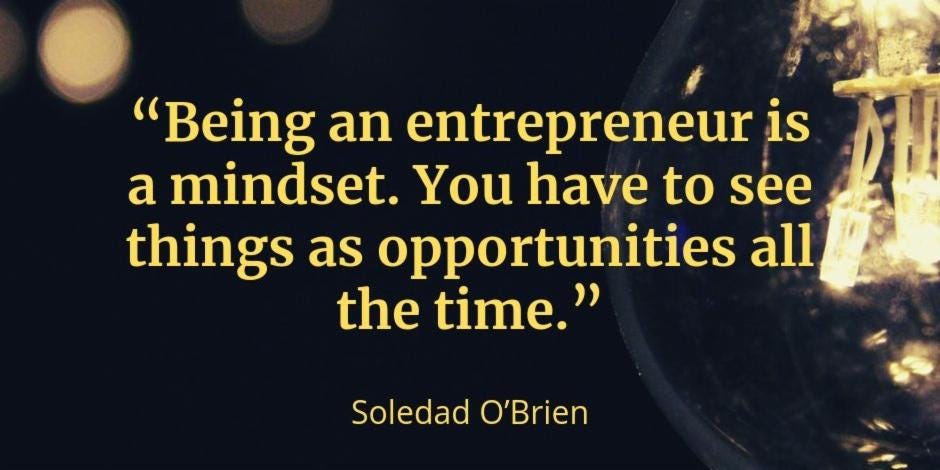 “Being an entrepreneur is
a mindset. You have to see
things as opportunities all
the time.”
Soledad O’Brien